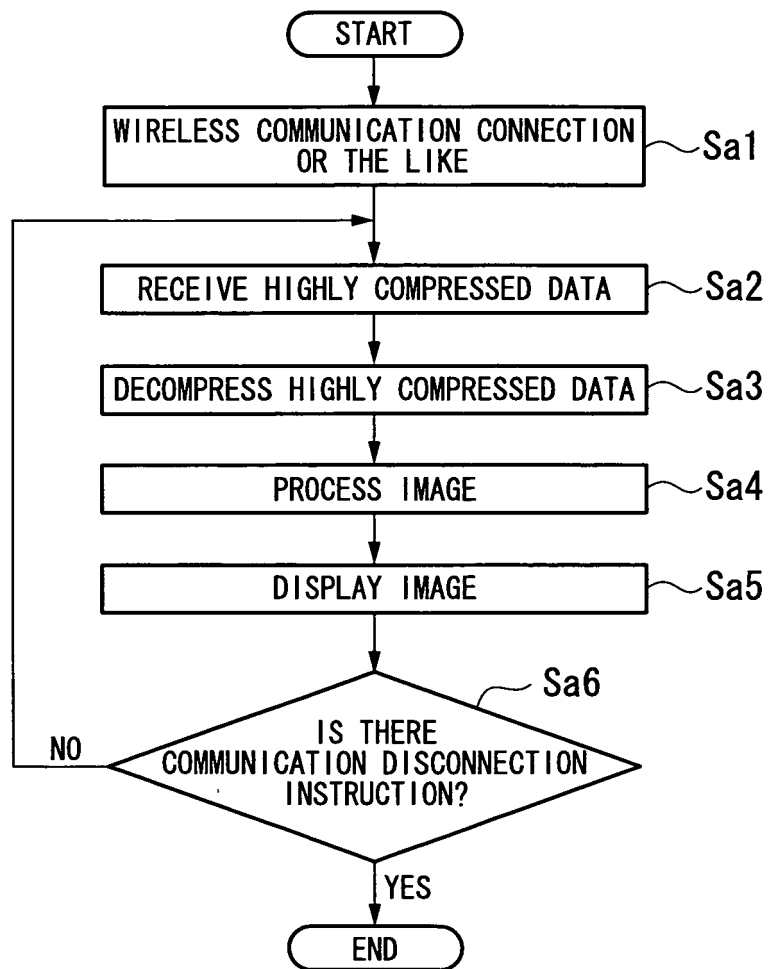 START
WIRELESS COMMUNICATION CONNECTION
OR THE LIKE
Sa1
RECEIVE HIGHLY COMPRESSED DATA
Sa2
DECOMPRESS HIGHLY COMPRESSED DATA
Sa3
PROCESS IMAGE
Sa4
DISPLAY IMAGE
Sa5
Sa6
IS THERE
COMMUNICATION DISCONNECTION
INSTRUCTION?
NO
YES
END